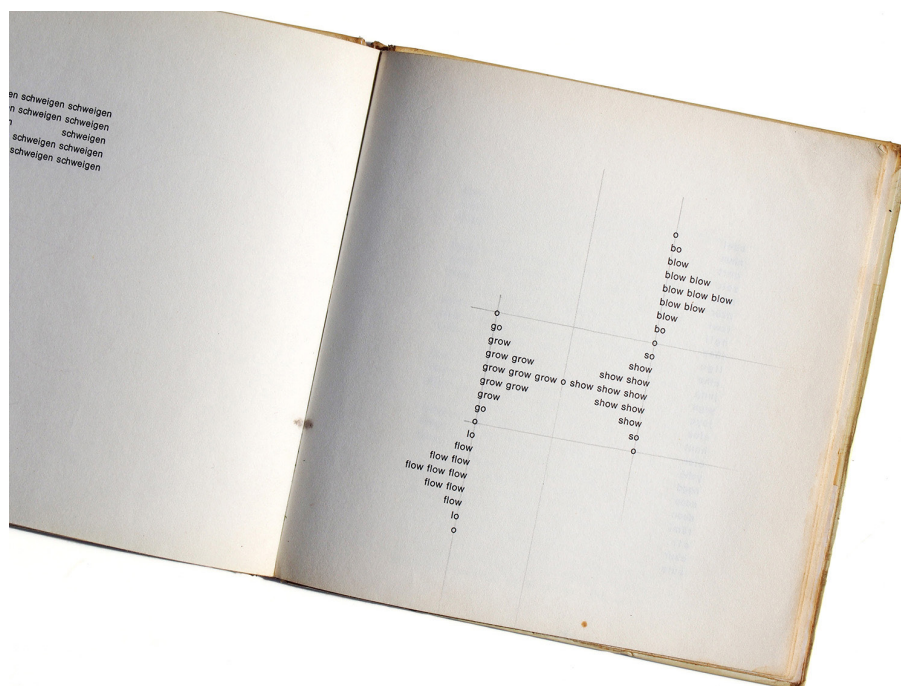 en schweigen schweigen
en schweigen schweigen
n schweigen
schweigen schweigen
schweigen schweigen
o
bo
blow
blow blow
blow blow blow
blow blow
blow
bo
o o
go so
grow show
grow grow show show
grow grow grow o show show show
grow grow show show
grow show
go so
o o
lo
flow
flow flow
flow flow flow
flow flow
flow
lo
o